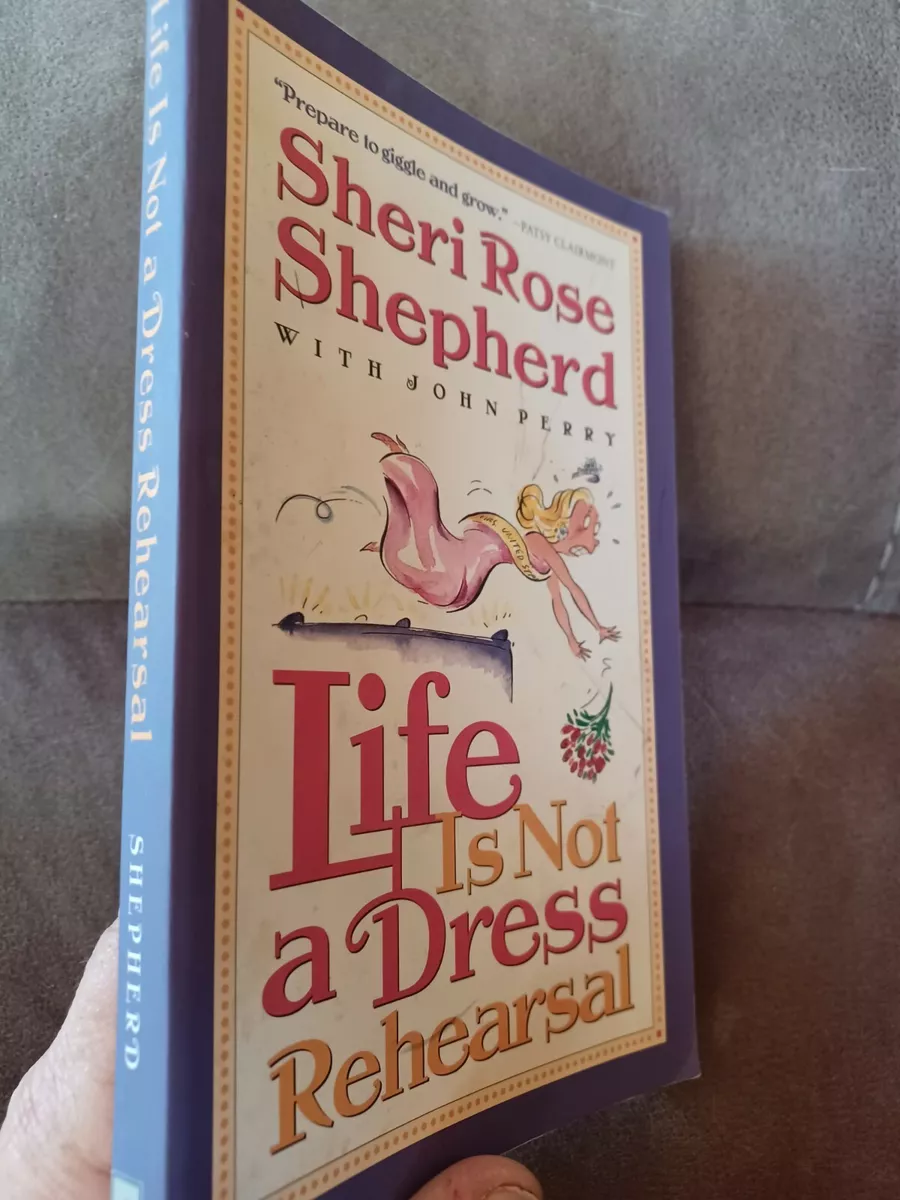 Life Is Not a Dress Rehearsal
SHEPHERD
“Prepare to giggle and grow.” –PATSY CLAIRMONT
Sheri Rose
Shepherd
WITH JOHN PERRY
UNITED
Life
Is Not
a Dress
Rehearsal